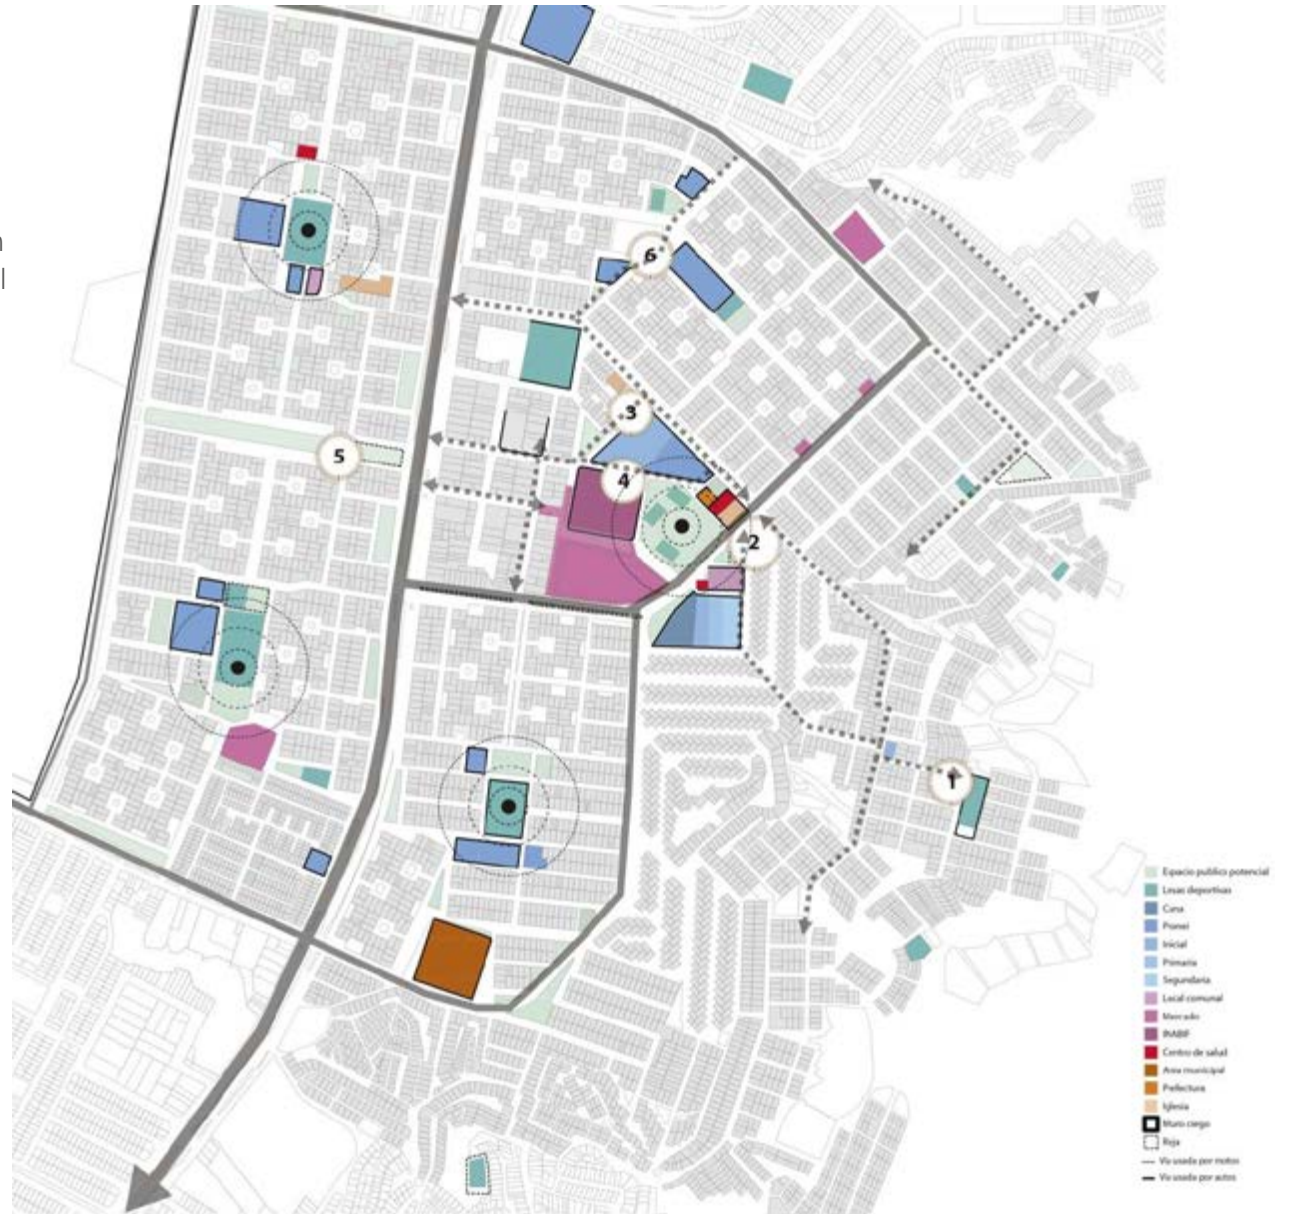 n
l
6
3
4
5
2
1
Espacio publico potencial
Losas deportivas
Cuna
Pronei
Inicial
Primaria
Segundaria
Local comunal
Mercado
INABIF
Centro de salud
Area municipal
Prefectura
Iglesia
Muro ciego
Reja
Via usada por motos
Via usada por autos